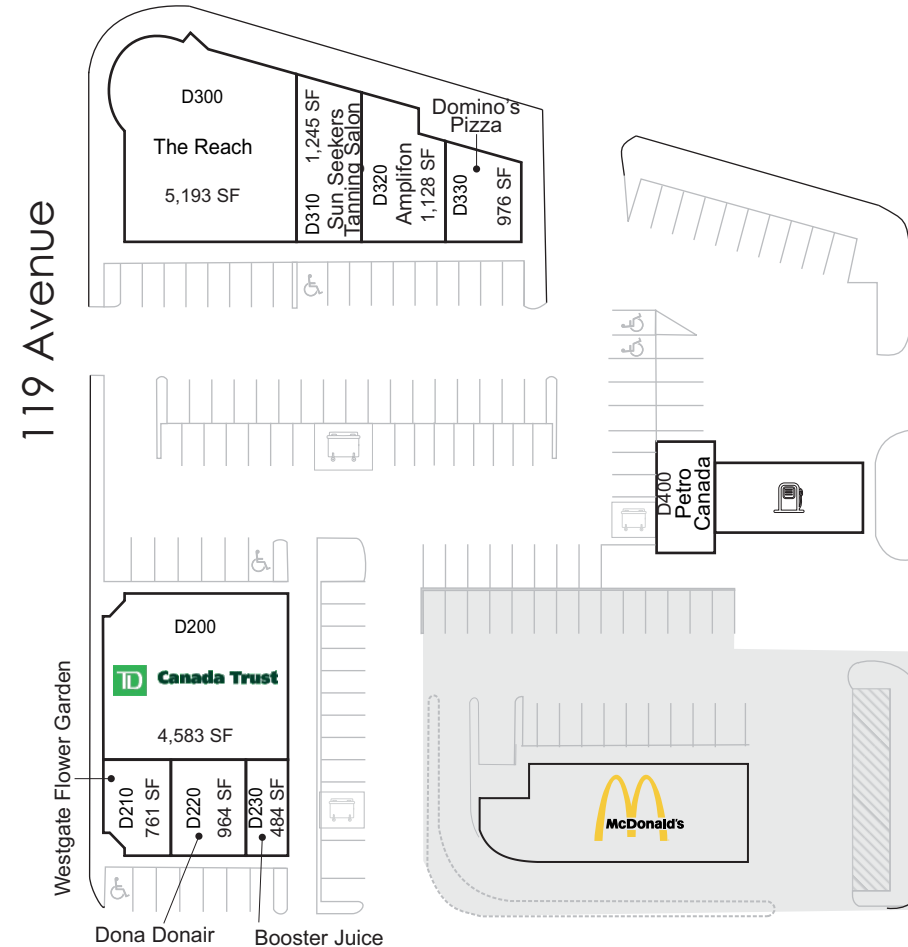 119 Avenue
D300
The Reach
5,193 SF
D310 1,245 SF
Sun Seekers
Tanning Salon
D320
Amplifon
1,128 SF
Domino's
Pizza
D330
976 SF
D400
Petro
Canada
D200
TD Canada Trust
4,583 SF
Westgate Flower Garden
D210
761 SF
D220
964 SF
D230
484 SF
Dona Donair
Booster Juice
McDonald's